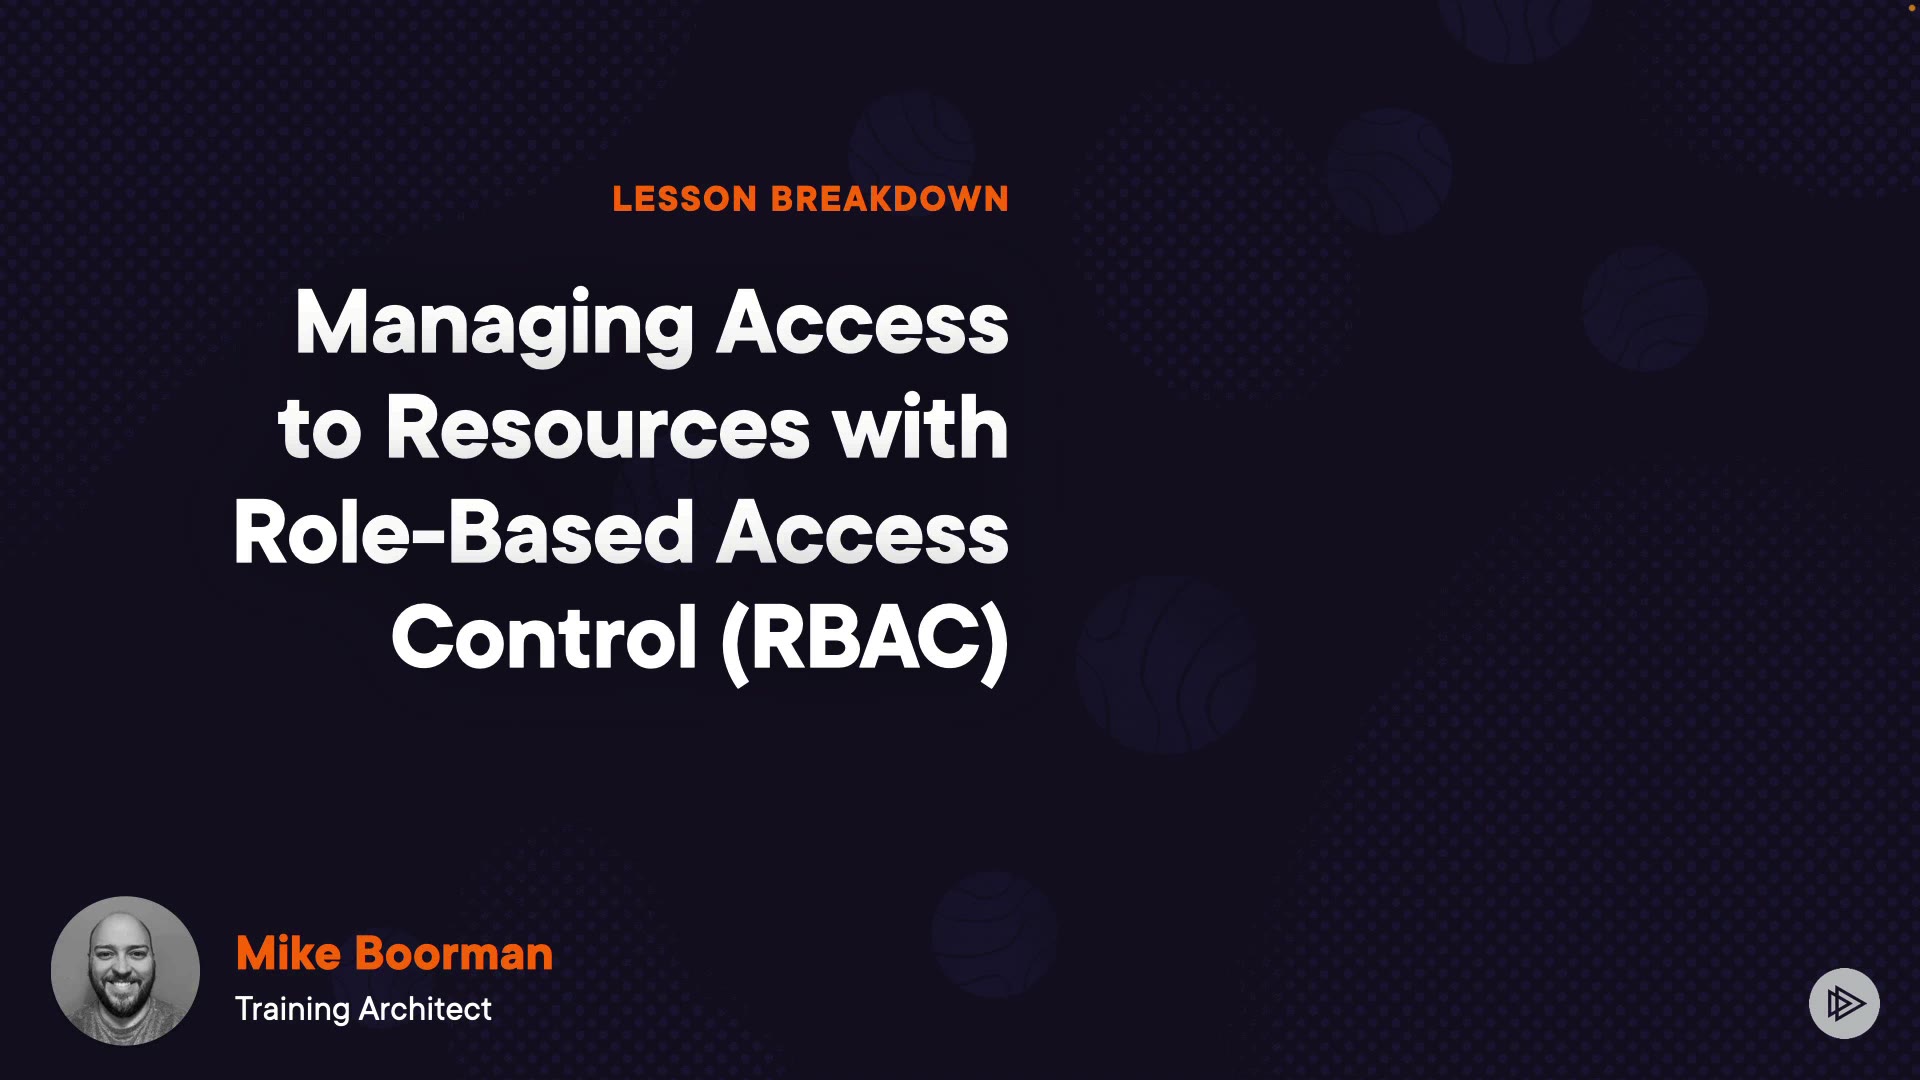 LESSON BREAKDOWN
Managing Access
to Resources with
Role-Based Access
Control (RBAC)
Mike Boorman
Training Architect